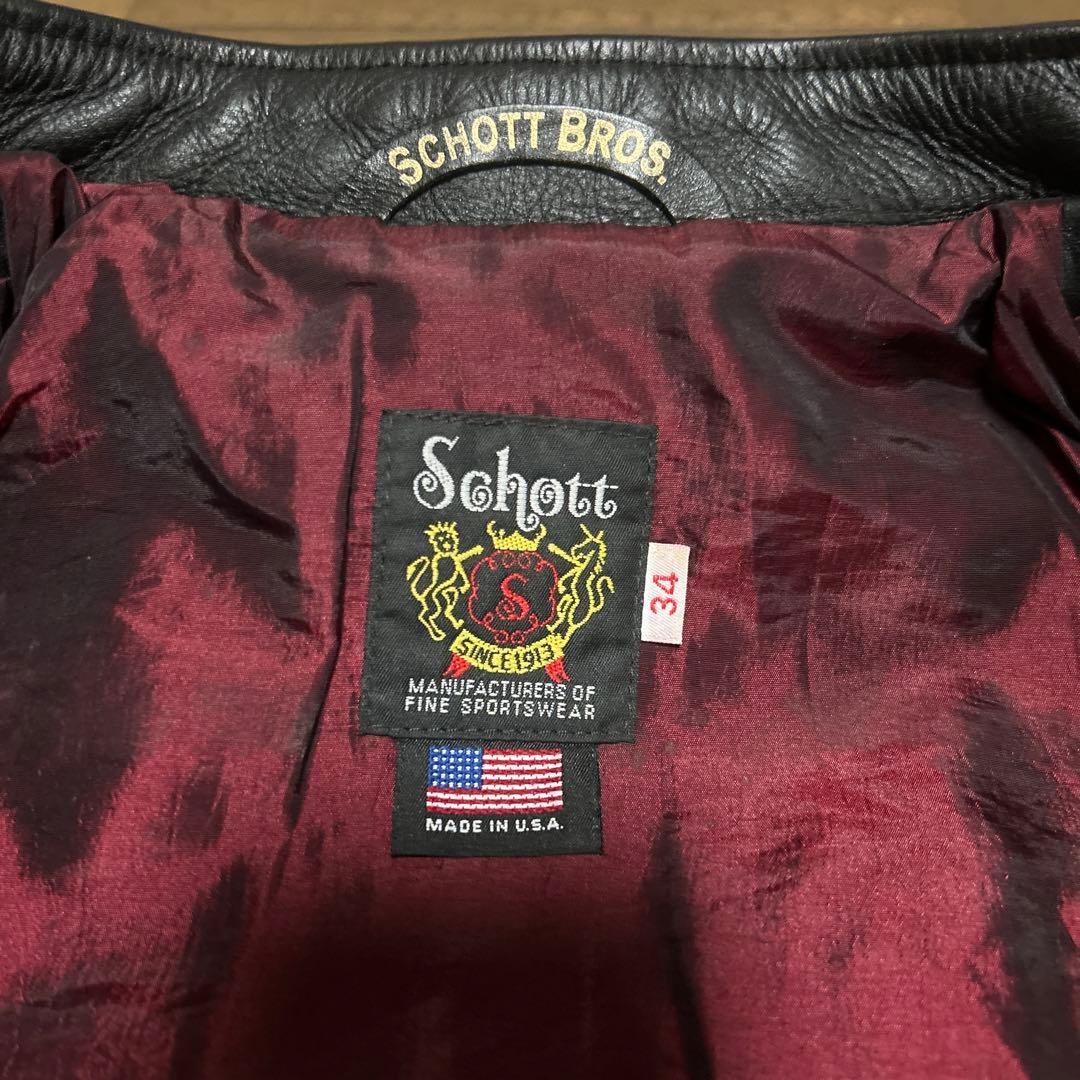 SCHOTT BROS.
Schott
S
SINCE 1913
MANUFACTURERS OF
FINE SPORTSWEAR
34
MADE IN U.S.A.